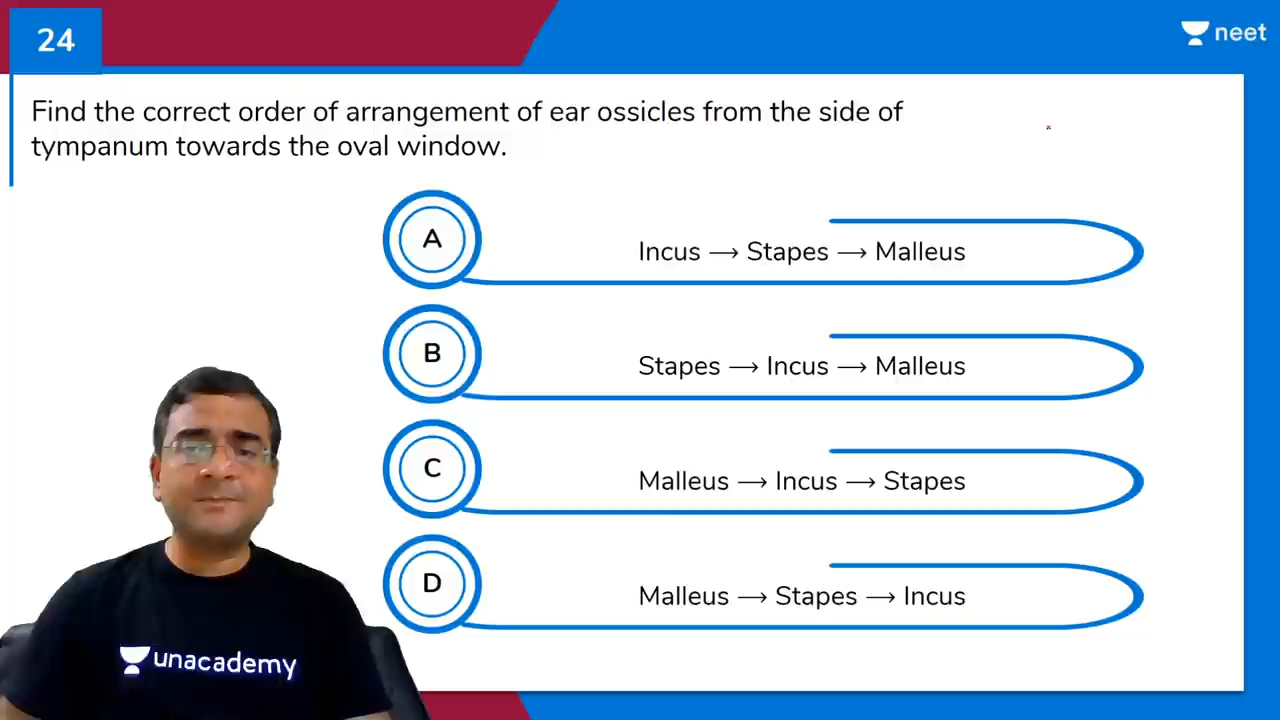 24
neet
Find the correct order of arrangement of ear ossicles from the side of
tympanum towards the oval window.
A
Incus ⟶ Stapes ⟶ Malleus
B
Stapes ⟶ Incus ⟶ Malleus
C
Malleus ⟶ Incus ⟶ Stapes
D
Malleus ⟶ Stapes ⟶ Incus
unacademy